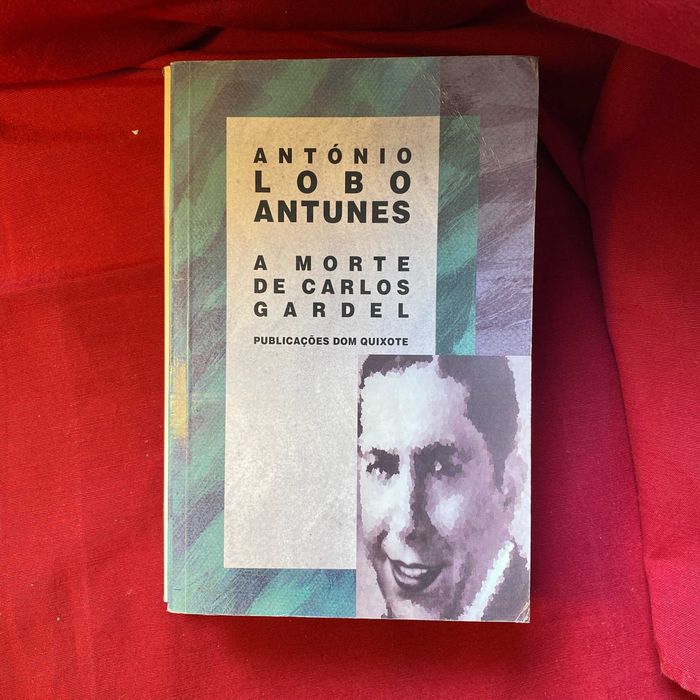 ANTÓNIO
LOBO
ANTUNES
A MORTE
DE CARLOS
GARDEL
PUBLICAÇÕES DOM QUIXOTE